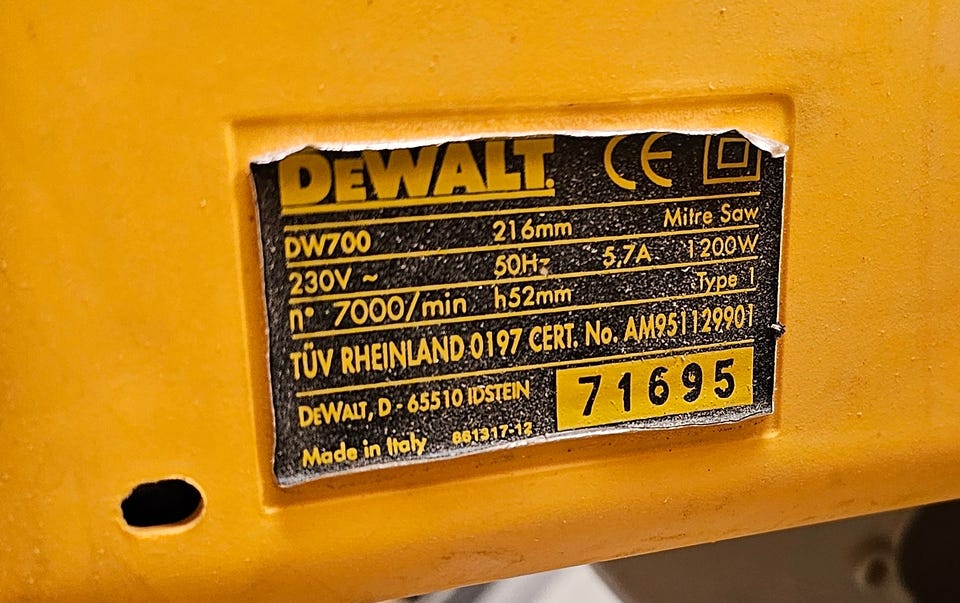 DEWALT. CE
DW700 216mm Mitre Saw
230V ~ 50Hz 5,7A 1200W
n° 7000/min h52mm Type 1
TÜV RHEINLAND 0197 CERT. No. AM951129901
DEWALT, D - 65510 IDSTEIN 71695
Made in Italy 861317-12